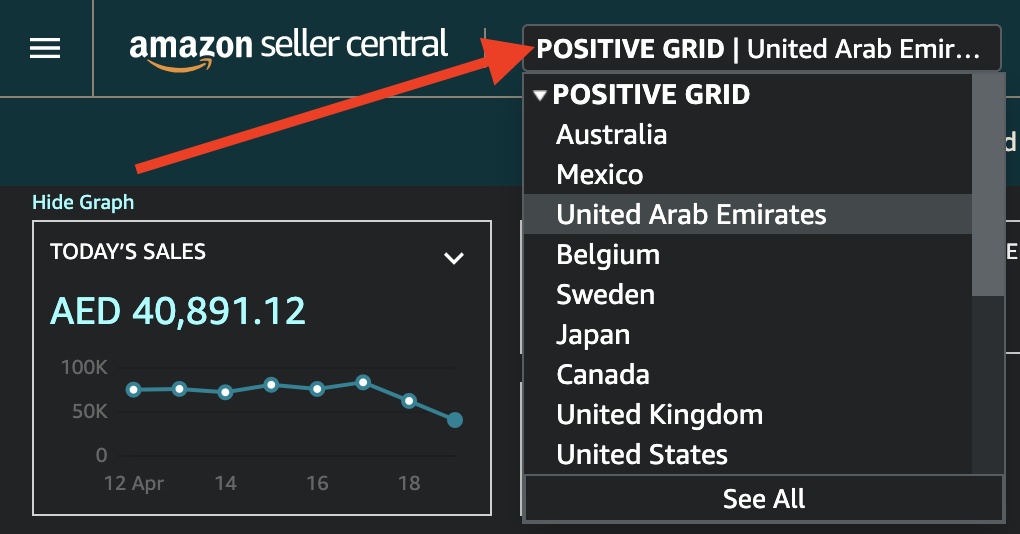 amazon seller central
POSITIVE GRID | United Arab Emir...
POSITIVE GRID
Australia
Mexico
United Arab Emirates
Belgium
Sweden
Japan
Canada
United Kingdom
United States
See All
Hide Graph
TODAY'S SALES
AED 40,891.12
100K
50K
0
12 Apr 14 16 18